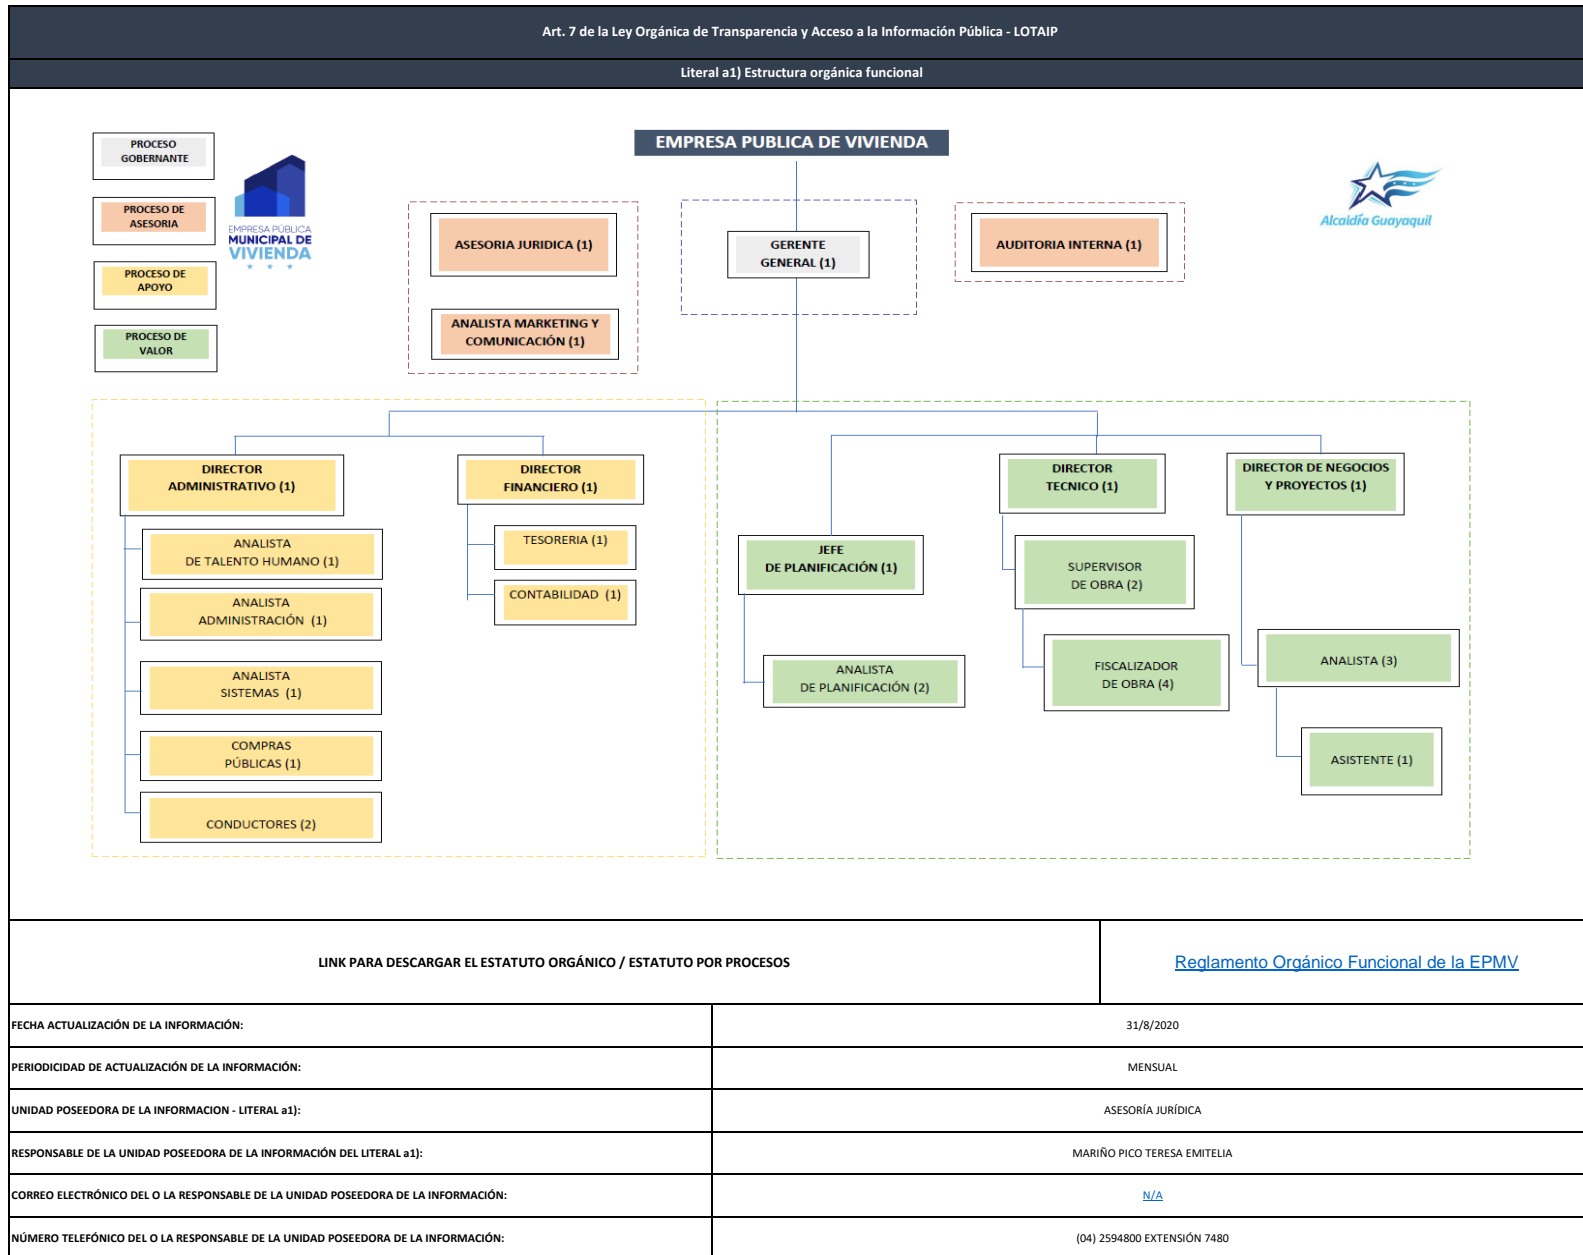 Art. 7 de la Ley Orgánica de Transparencia y Acceso a la Información Pública - LOTAIP
Literal a1) Estructura orgánica funcional
PROCESO
GOBERNANTE
PROCESO DE
ASESORIA
PROCESO DE
APOYO
PROCESO DE
VALOR
EMPRESA PÚBLICA
MUNICIPAL DE
VIVIENDA
EMPRESA PUBLICA DE VIVIENDA
Alcaldía Guayaquil
ASESORIA JURIDICA (1)
ANALISTA MARKETING Y
COMUNICACIÓN (1)
GERENTE
GENERAL (1)
AUDITORIA INTERNA (1)
DIRECTOR
ADMINISTRATIVO (1)
ANALISTA
DE TALENTO HUMANO (1)
ANALISTA
ADMINISTRACIÓN (1)
ANALISTA
SISTEMAS (1)
COMPRAS
PÚBLICAS (1)
CONDUCTORES (2)
DIRECTOR
FINANCIERO (1)
TESORERIA (1)
CONTABILIDAD (1)
JEFE
DE PLANIFICACIÓN (1)
ANALISTA
DE PLANIFICACIÓN (2)
DIRECTOR
TECNICO (1)
SUPERVISOR
DE OBRA (2)
FISCALIZADOR
DE OBRA (4)
DIRECTOR DE NEGOCIOS
Y PROYECTOS (1)
ANALISTA (3)
ASISTENTE (1)
LINK PARA DESCARGAR EL ESTATUTO ORGÁNICO / ESTATUTO POR PROCESOS
Reglamento Orgánico Funcional de la EPMV
FECHA ACTUALIZACIÓN DE LA INFORMACIÓN:
31/8/2020
PERIODICIDAD DE ACTUALIZACIÓN DE LA INFORMACIÓN:
MENSUAL
UNIDAD POSEEDORA DE LA INFORMACION - LITERAL a1):
ASESORÍA JURÍDICA
RESPONSABLE DE LA UNIDAD POSEEDORA DE LA INFORMACIÓN DEL LITERAL a1):
MARIÑO PICO TERESA EMITELIA
CORREO ELECTRÓNICO DEL O LA RESPONSABLE DE LA UNIDAD POSEEDORA DE LA INFORMACIÓN:
N/A
NÚMERO TELEFÓNICO DEL O LA RESPONSABLE DE LA UNIDAD POSEEDORA DE LA INFORMACIÓN:
(04) 2594800 EXTENSIÓN 7480